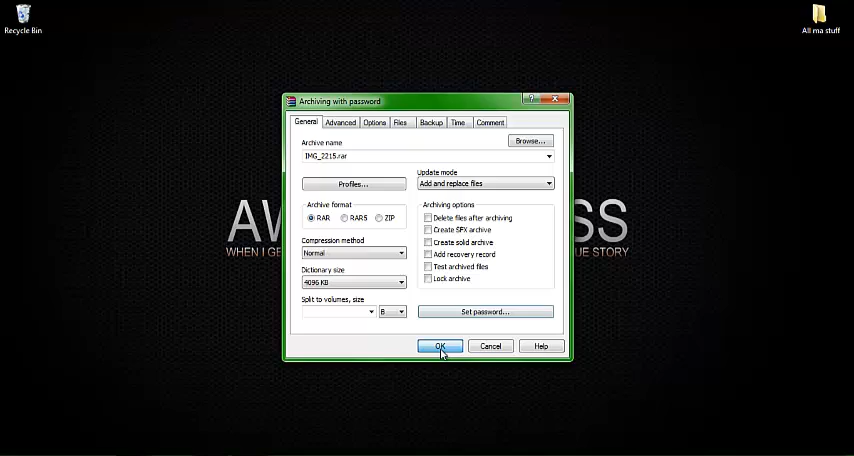 Recycle Bin
All ma stuff
Archiving with password
?
General
Advanced
Options
Files
Backup
Time
Comment
Archive name
Browse...
IMG_2215.rar
Update mode
Profiles...
Add and replace files
Archive format
RAR
RAR5
ZIP
Archiving options
Delete files after archiving
Create SFX archive
Create solid archive
Add recovery record
Test archived files
Lock archive
Compression method
Normal
Dictionary size
4096 KB
Split to volumes, size
B
Set password...
OK
Cancel
Help
AW
SS
WHEN I GE
UE STORY